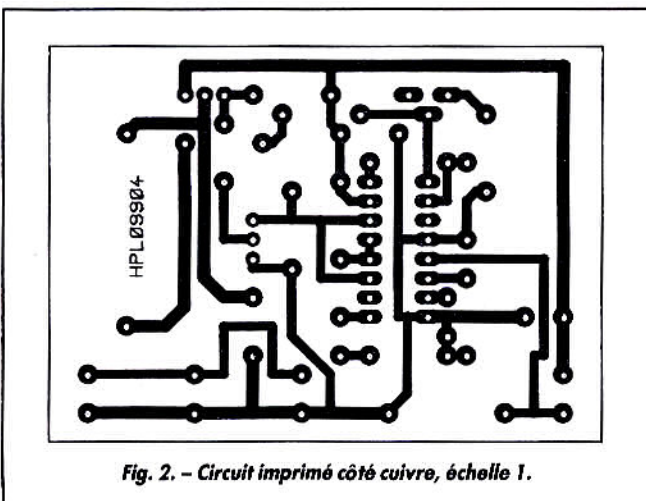 HPL09904
Fig. 2. – Circuit imprimé côté cuivre, échelle 1.